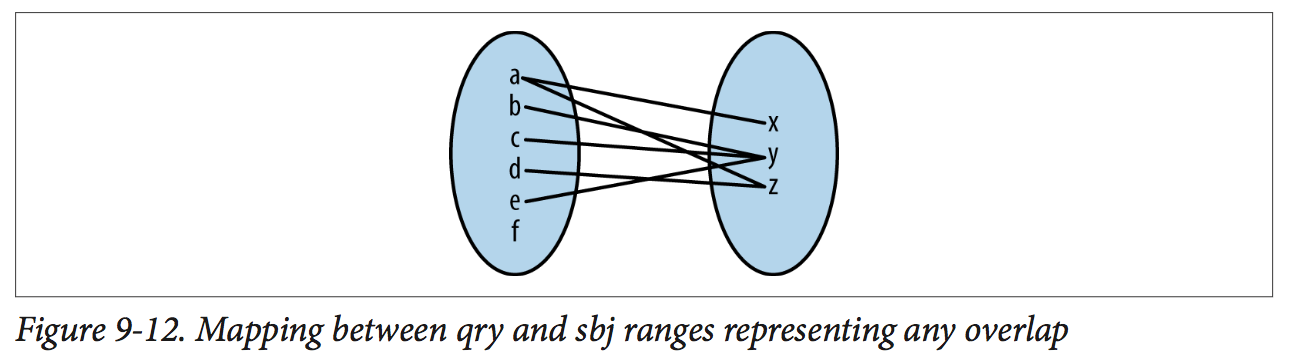 a
b
c
d
e
f
x
y
z
Figure 9-12. Mapping between qry and sbj ranges representing any overlap